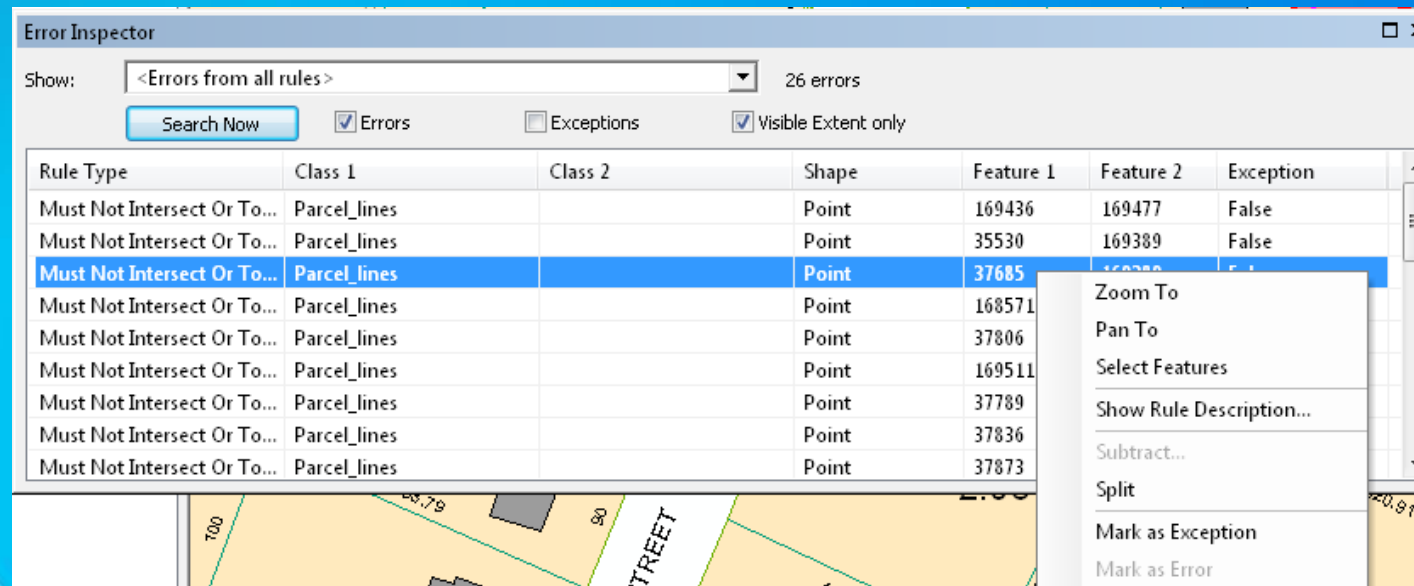 Error Inspector
Show: <Errors from all rules> 26 errors
Search Now Errors Exceptions Visible Extent only
Rule Type Class 1 Class 2 Shape Feature 1 Feature 2 Exception
Must Not Intersect Or To... Parcel_lines Point 169436 169477 False
Must Not Intersect Or To... Parcel_lines Point 35530 169389 False
Must Not Intersect Or To... Parcel_lines Point 37685
Zoom To
Must Not Intersect Or To... Parcel_lines Point 168571
Pan To
Must Not Intersect Or To... Parcel_lines Point 37806
Select Features
Must Not Intersect Or To... Parcel_lines Point 169511
Show Rule Description...
Must Not Intersect Or To... Parcel_lines Point 37789
Must Not Intersect Or To... Parcel_lines Point 37836
Subtract...
Must Not Intersect Or To... Parcel_lines Point 37873
Split
Mark as Exception
Mark as Error
100
90
STREET